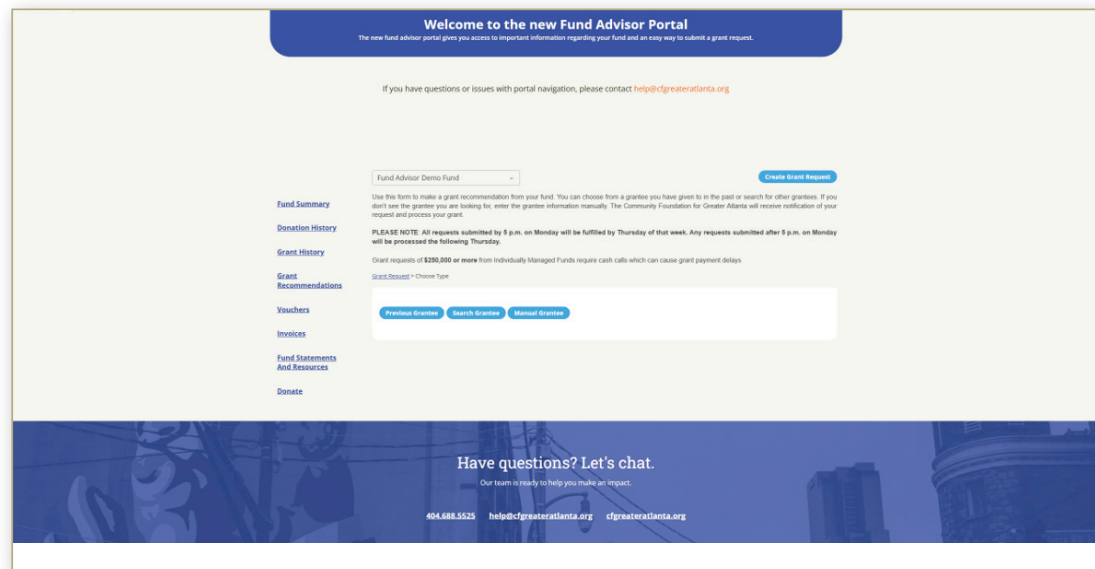 Welcome to the new Fund Advisor Portal
The new fund advisor portal gives you access to important information regarding your fund and an easy way to submit a grant request.
If you have questions or issues with portal navigation, please contact help@cfgreateratlanta.org
Fund Advisor Demo Fund
Create Grant Request
Fund Summary
Donation History
Grant History
Grant
Recommendations
Vouchers
Invoices
Fund Statements
And Resources
Donate
Use this form to make a grant recommendation from your fund. You can choose from a grantee you have given to in the past or search for other grantees. If you
don't see the grantee you are looking for, enter the grantee information manually. The Community Foundation for Greater Atlanta will receive notification of your
request and process your grant.
PLEASE NOTE: All requests submitted by 5 p.m. on Monday will be fulfilled by Thursday of that week. Any requests submitted after 5 p.m. on Monday
will be processed the following Thursday.
Grant requests of $250,000 or more from Individually Managed Funds require cash calls which can cause grant payment delays
Grant Request > Choose Type
Previous Grantee Search Grantee Manual Grantee
Have questions? Let's chat.
Our team is ready to help you make an impact.
404.688.5525 help@cfgreateratlanta.org cfgreateratlanta.org